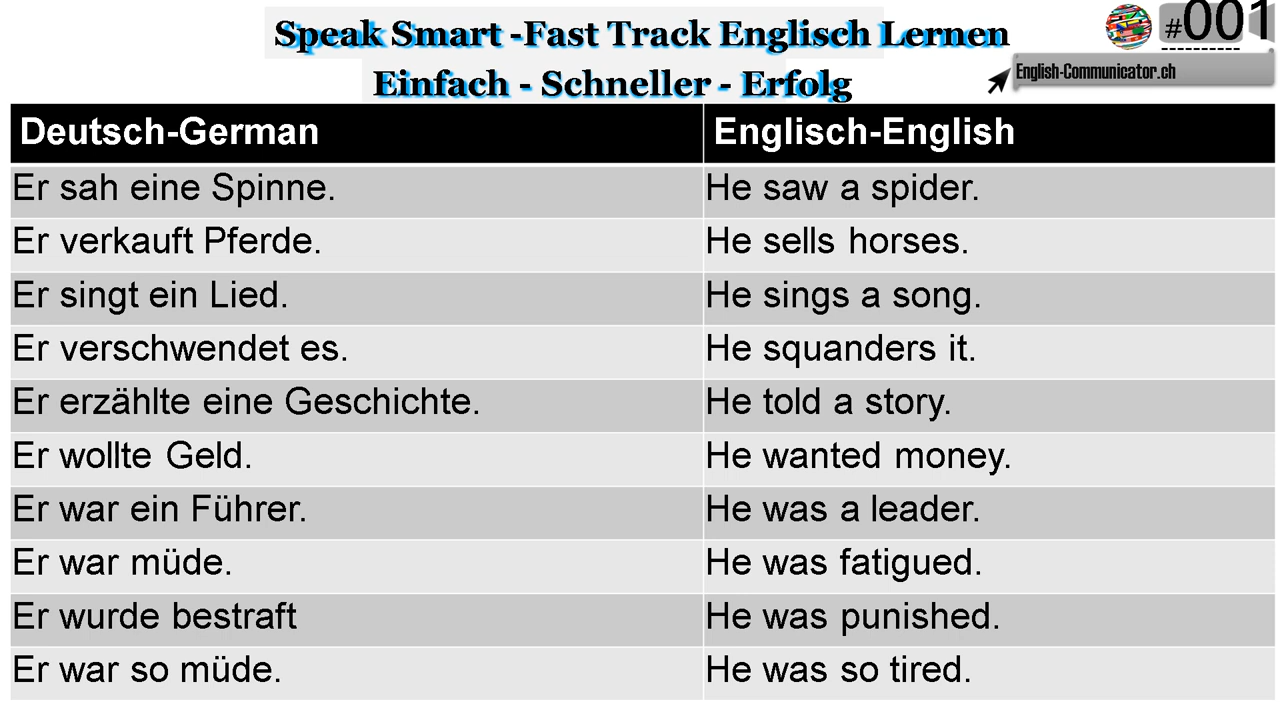 Speak Smart -Fast Track Englisch Lernen
Einfach - Schneller - Erfolg
#001
English-Communicator.ch
Deutsch-German Englisch-English
Er sah eine Spinne. He saw a spider.
Er verkauft Pferde. He sells horses.
Er singt ein Lied. He sings a song.
Er verschwendet es. He squanders it.
Er erzählte eine Geschichte. He told a story.
Er wollte Geld. He wanted money.
Er war ein Führer. He was a leader.
Er war müde. He was fatigued.
Er wurde bestraft He was punished.
Er war so müde. He was so tired.